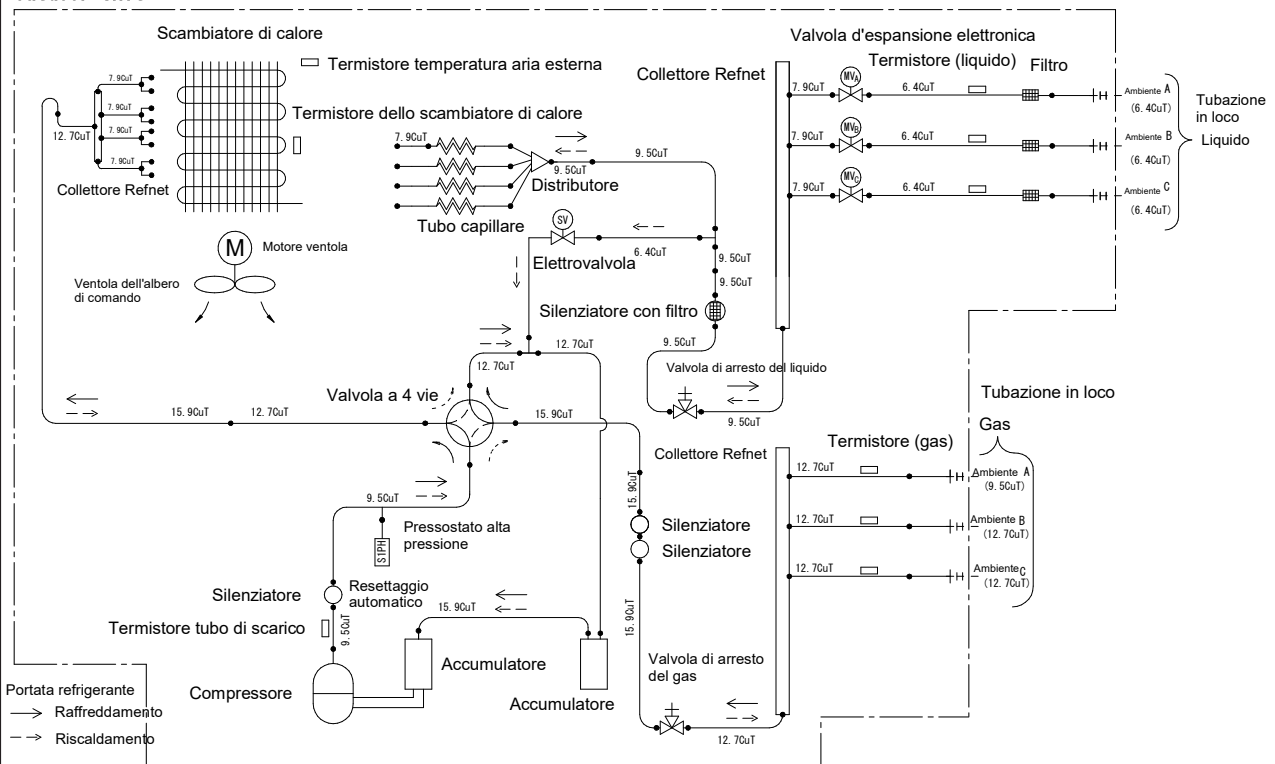 Scambiatore di calore
Termistore temperatura aria esterna
Termistore dello scambiatore di calore
7.9CuT
7.9CuT
7.9CuT
7.9CuT
12.7CuT
Collettore Refnet
7.9CuT
9.5CuT
9.5CuT
Distributore
Tubo capillare
SV
6.4CuT
Elettrovalvola
9.5CuT
9.5CuT
Silenziatore con filtro
9.5CuT
M
Motore ventola
Ventola dell'albero
di comando
Collettore Refnet
Valvola d'espansione elettronica
Termistore (liquido)
Filtro
7.9CuT
MVA
6.4CuT
Ambiente A
(6.4CuT)
7.9CuT
MVB
6.4CuT
Ambiente B
(6.4CuT)
7.9CuT
MVC
6.4CuT
Ambiente C
(6.4CuT)
Tubazione
in loco
Liquido
Valvola di arresto del liquido
9.5CuT
12.7CuT
12.7CuT
Valvola a 4 vie
15.9CuT
12.7CuT
15.9CuT
9.5CuT
S1PH
Pressostato alta
pressione
Resettaggio
automatico
Silenziatore
Termistore tubo di scarico
9.5CuT
Compressore
15.9CuT
Accumulatore
Accumulatore
15.9CuT
Silenziatore
Silenziatore
15.9CuT
Valvola di arresto
del gas
12.7CuT
Collettore Refnet
Termistore (gas)
Tubazione in loco
Gas
12.7CuT
Ambiente A
(9.5CuT)
12.7CuT
Ambiente B
(12.7CuT)
12.7CuT
Ambiente C
(12.7CuT)
Portata refrigerante
Raffreddamento
Riscaldamento